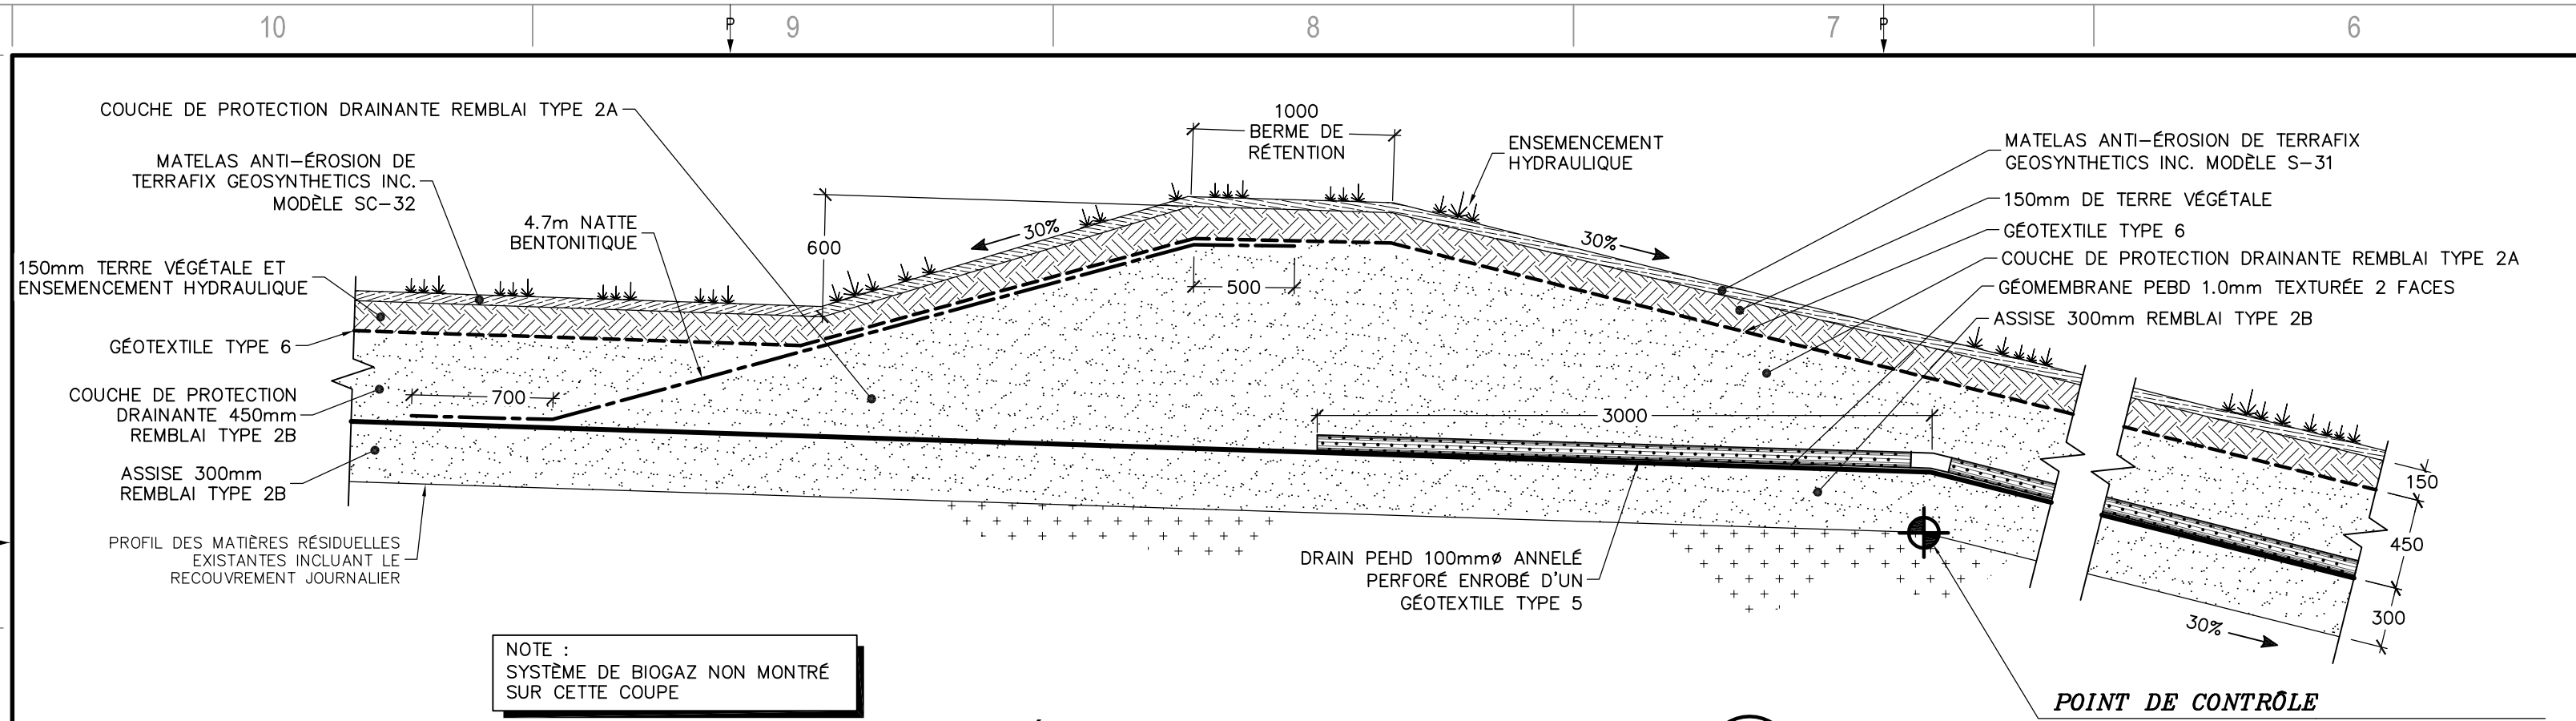 10
P
9
8
7
P
6
COUCHE DE PROTECTION DRAINANTE REMBLAI TYPE 2A
MATELAS ANTI-ÉROSION DE
TERRAFIX GEOSYNTHETICS INC.
MODÈLE SC-32
4.7m NATTE
BENTONITIQUE
150mm TERRE VÉGÉTALE ET
ENSEMENCEMENT HYDRAULIQUE
GÉOTEXTILE TYPE 6
COUCHE DE PROTECTION
DRAINANTE 450mm
REMBLAI TYPE 2B
ASSISE 300mm
REMBLAI TYPE 2B
PROFIL DES MATIÈRES RÉSIDUELLES
EXISTANTES INCLUANT LE
RECOUVREMENT JOURNALIER
700
600
30%
1000
BERME DE
RÉTENTION
500
ENSEMENCEMENT
HYDRAULIQUE
30%
MATELAS ANTI-ÉROSION DE TERRAFIX
GEOSYNTHETICS INC. MODÈLE S-31
150mm DE TERRE VÉGÉTALE
GÉOTEXTILE TYPE 6
COUCHE DE PROTECTION DRAINANTE REMBLAI TYPE 2A
GÉOMEMBRANE PEBD 1.0mm TEXTURÉE 2 FACES
ASSISE 300mm REMBLAI TYPE 2B
3000
DRAIN PEHD 100mmø ANNELÉ
PERFORÉ ENROBÉ D'UN
GÉOTEXTILE TYPE 5
150
450
300
30%
NOTE :
SYSTÈME DE BIOGAZ NON MONTRÉ
SUR CETTE COUPE
POINT DE CONTRÔLE